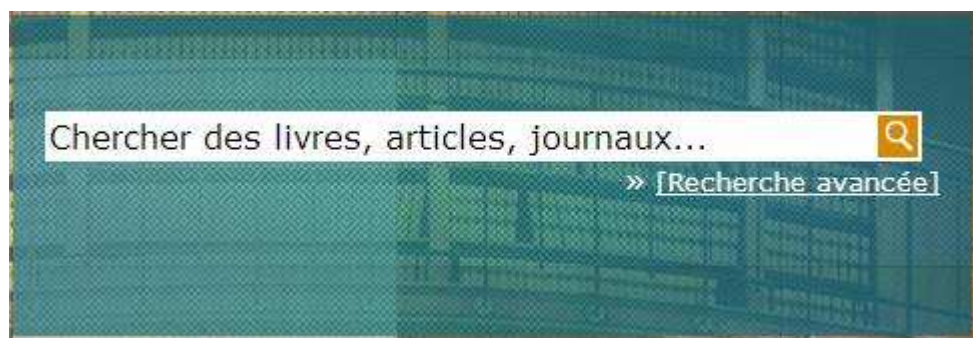 Chercher des livres, articles, journaux...
» [Recherche avancée]